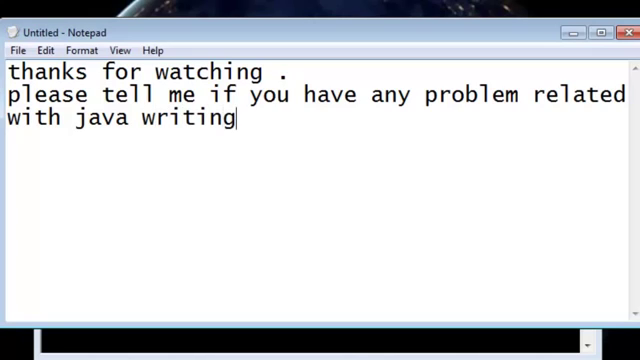 Untitled - Notepad
File Edit Format View Help
thanks for watching .
please tell me if you have any problem related
with java writing